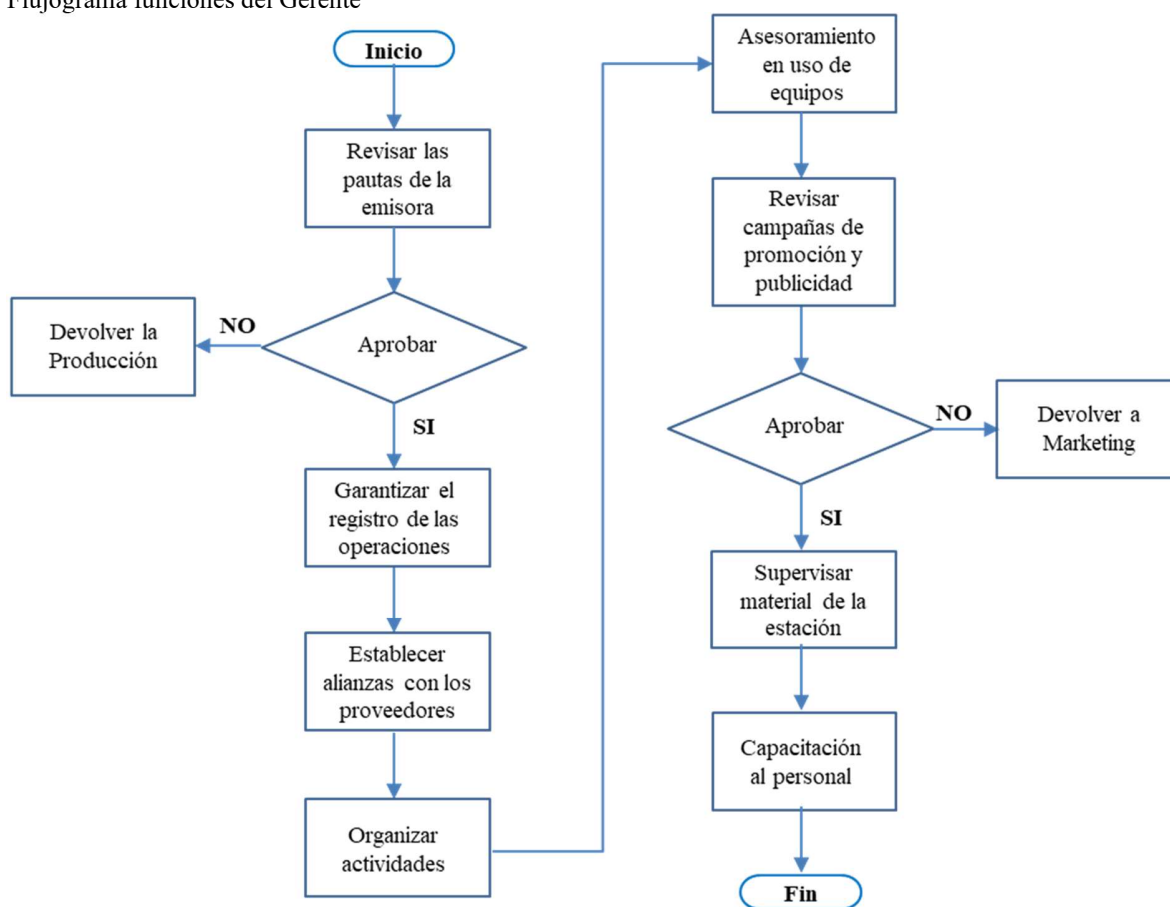 Flujograma funciones del Gerente
Inicio
Revisar las
pautas de la
emisora
Aprobar
NO
Devolver la
Producción
SI
Garantizar el
registro de las
operaciones
Establecer
alianzas con los
proveedores
Organizar
actividades
Asesoramiento
en uso de
equipos
Revisar
campañas de
promoción y
publicidad
Aprobar
NO
Devolver a
Marketing
SI
Supervisar
material de la
estación
Capacitación
al personal
Fin